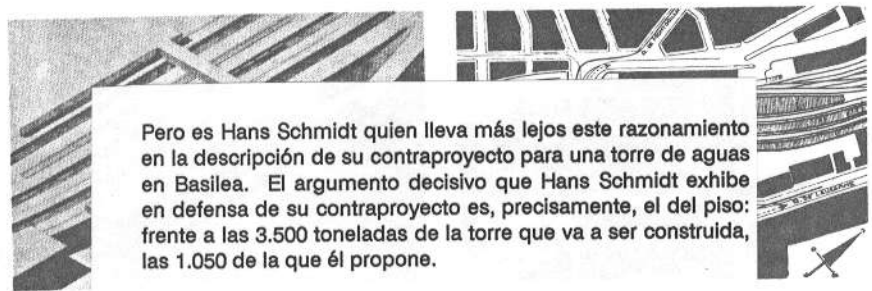 Pero es Hans Schmidt quien lleva más lejos este razonamiento
en la descripción de su contraproyecto para una torre de aguas
en Basilea. El argumento decisivo que Hans Schmidt exhibe
en defensa de su contraproyecto es, precisamente, el del piso:
frente a las 3.500 toneladas de la torre que va a ser construida,
las 1.050 de la que él propone.